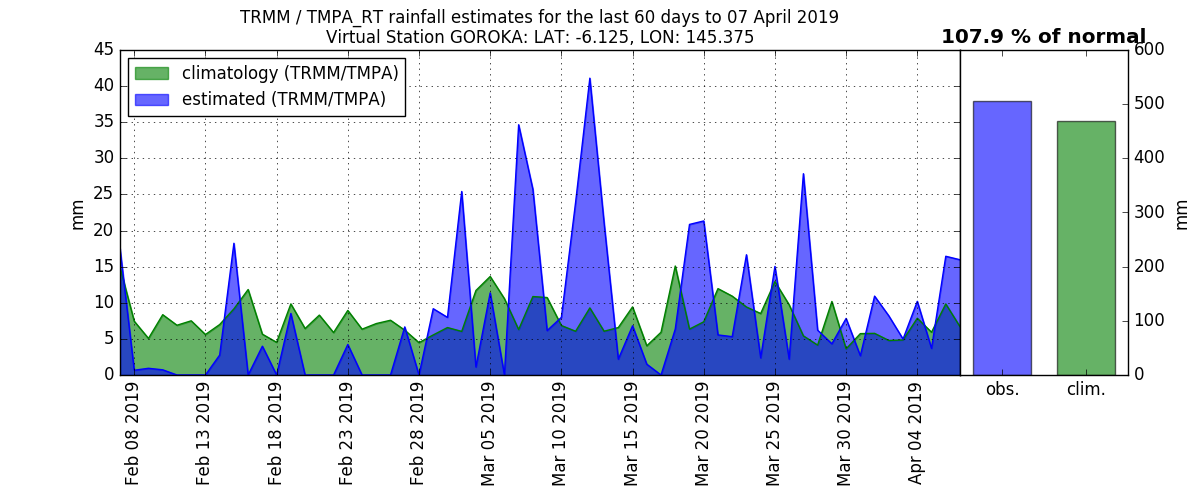 TRMM / TMPA_RT rainfall estimates for the last 60 days to 07 April 2019
Virtual Station GOROKA: LAT: -6.125, LON: 145.375
107.9 % of normal
climatology (TRMM/TMPA)
estimated (TRMM/TMPA)
mm
45
40
35
30
25
20
15
10
5
0
Feb 08 2019
Feb 13 2019
Feb 18 2019
Feb 23 2019
Feb 28 2019
Mar 05 2019
Mar 10 2019
Mar 15 2019
Mar 20 2019
Mar 25 2019
Mar 30 2019
Apr 04 2019
obs.
clim.
600
500
400
300
200
100
0
mm